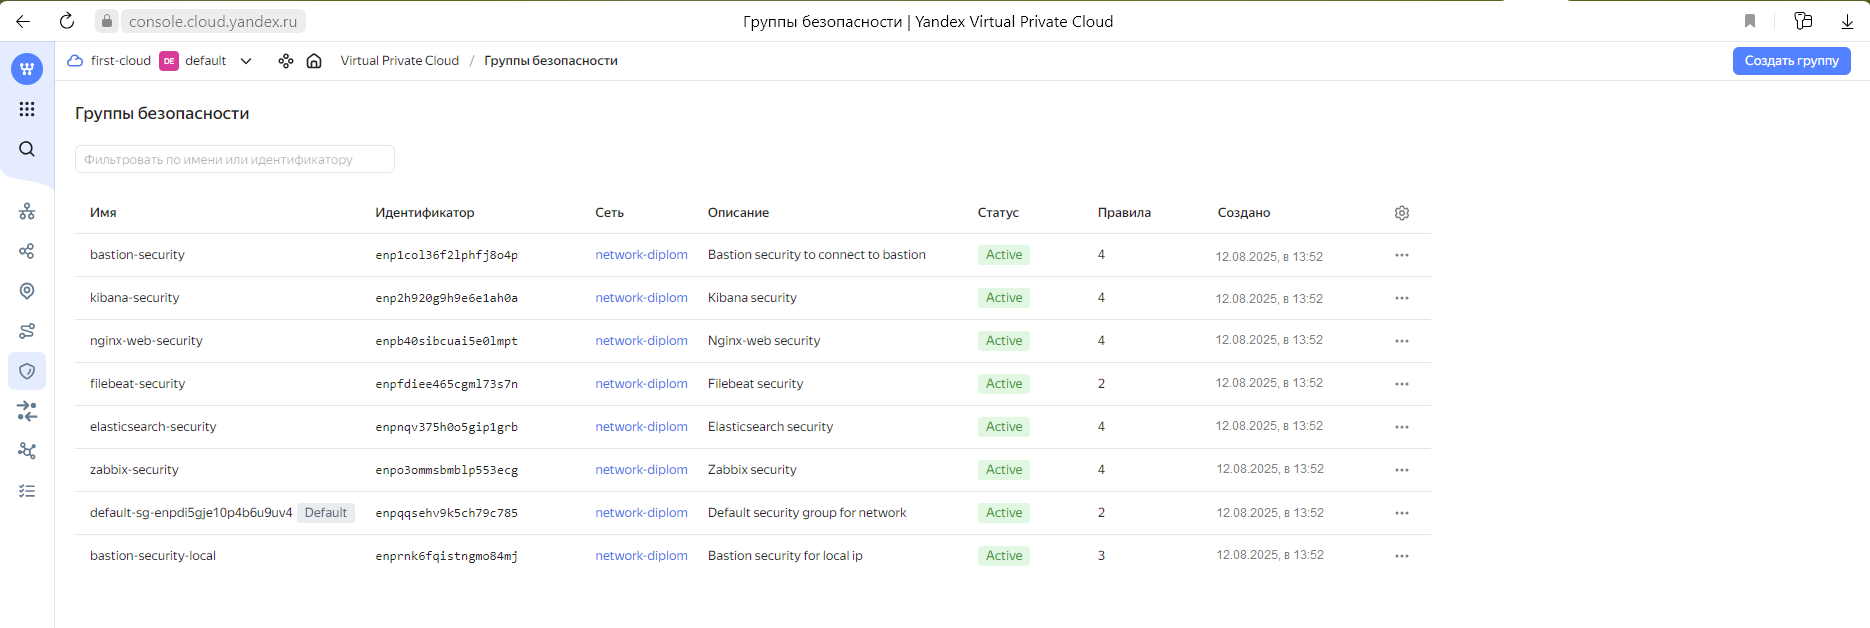 console.cloud.yandex.ru
Группы безопасности | Yandex Virtual Private Cloud
first-cloud DE default Virtual Private Cloud / Группы безопасности Создать группу
Группы безопасности
Фильтровать по имени или идентификатору
Имя Идентификатор Сеть Описание Статус Правила Создано
bastion-security enp1col36f2lphfj8o4p network-diplom Bastion security to connect to bastion Active 4 12.08.2025, в 13:52
kibana-security enp2h920g9h9e6e1ah0a network-diplom Kibana security Active 4 12.08.2025, в 13:52
nginx-web-security enpb40sibcuai5e0lmpt network-diplom Nginx-web security Active 4 12.08.2025, в 13:52
filebeat-security enpfdiee465cgml73s7n network-diplom Filebeat security Active 2 12.08.2025, в 13:52
elasticsearch-security enpnqv375h0o5gip1grb network-diplom Elasticsearch security Active 4 12.08.2025, в 13:52
zabbix-security enpo3ommsbmblp553ecg network-diplom Zabbix security Active 4 12.08.2025, в 13:52
default-sg-enpdi5gje10p4b6u9uv4 Default enpqqsehv9k5ch79c785 network-diplom Default security group for network Active 2 12.08.2025, в 13:52
bastion-security-local enprnk6fqistngmo84mj network-diplom Bastion security for local ip Active 3 12.08.2025, в 13:52